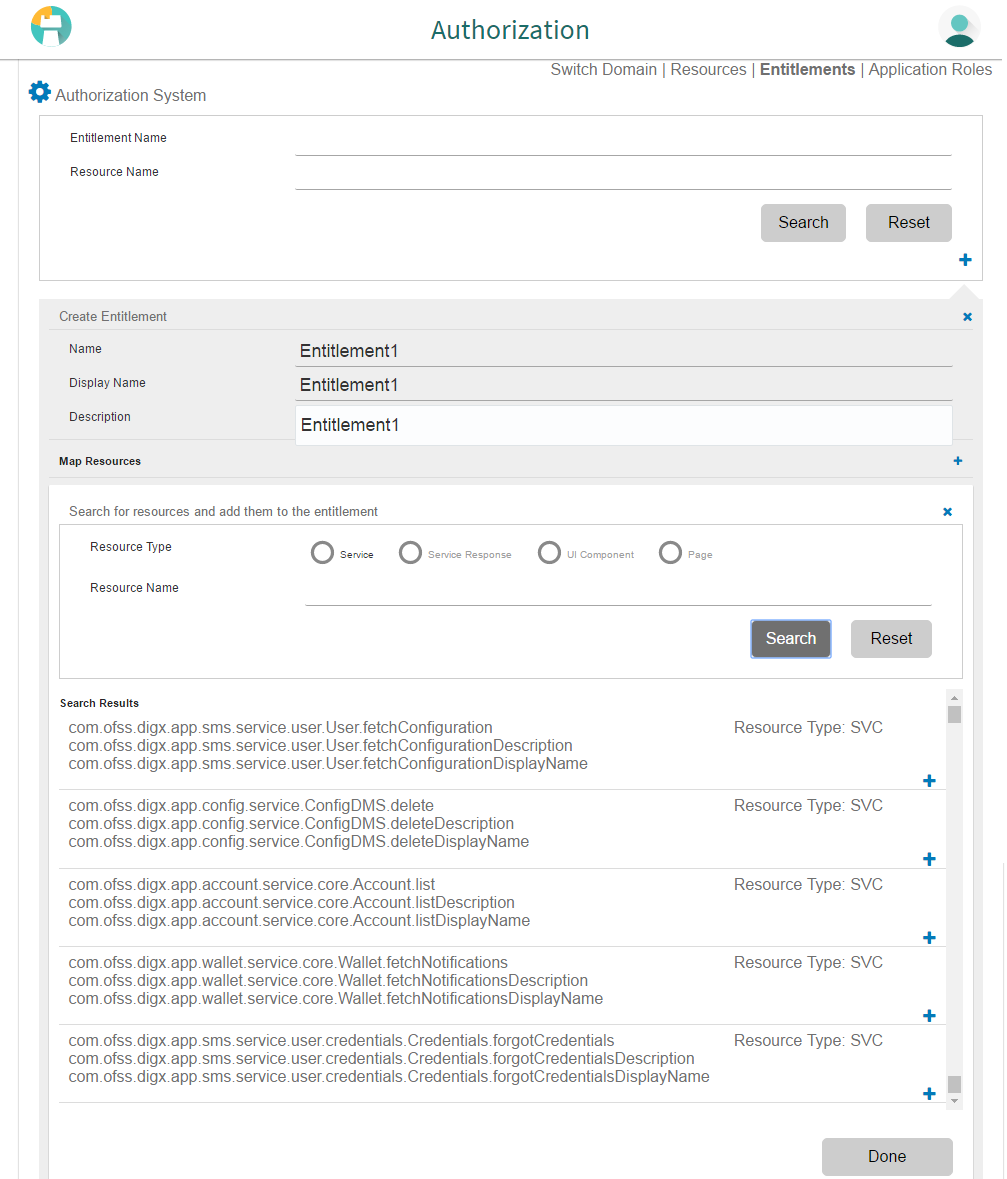 Authorization
Switch Domain | Resources | Entitlements | Application Roles
Authorization System
Entitlement Name
Resource Name
Search Reset
Create Entitlement
Name Entitlement1
Display Name Entitlement1
Description Entitlement1
Map Resources
Search for resources and add them to the entitlement
Resource Type Service Service Response UI Component Page
Resource Name
Search Reset
Search Results
com.ofss.digx.app.sms.service.user.User.fetchConfiguration Resource Type: SVC
com.ofss.digx.app.sms.service.user.User.fetchConfigurationDescription
com.ofss.digx.app.sms.service.user.User.fetchConfigurationDisplayName
com.ofss.digx.app.config.service.ConfigDMS.delete Resource Type: SVC
com.ofss.digx.app.config.service.ConfigDMS.deleteDescription
com.ofss.digx.app.config.service.ConfigDMS.deleteDisplayName
com.ofss.digx.app.account.service.core.Account.list Resource Type: SVC
com.ofss.digx.app.account.service.core.Account.listDescription
com.ofss.digx.app.account.service.core.Account.listDisplayName
com.ofss.digx.app.wallet.service.core.Wallet.fetchNotifications Resource Type: SVC
com.ofss.digx.app.wallet.service.core.Wallet.fetchNotificationsDescription
com.ofss.digx.app.wallet.service.core.Wallet.fetchNotificationsDisplayName
com.ofss.digx.app.sms.service.user.credentials.Credentials.forgotCredentials Resource Type: SVC
com.ofss.digx.app.sms.service.user.credentials.Credentials.forgotCredentialsDescription
com.ofss.digx.app.sms.service.user.credentials.Credentials.forgotCredentialsDisplayName
Done